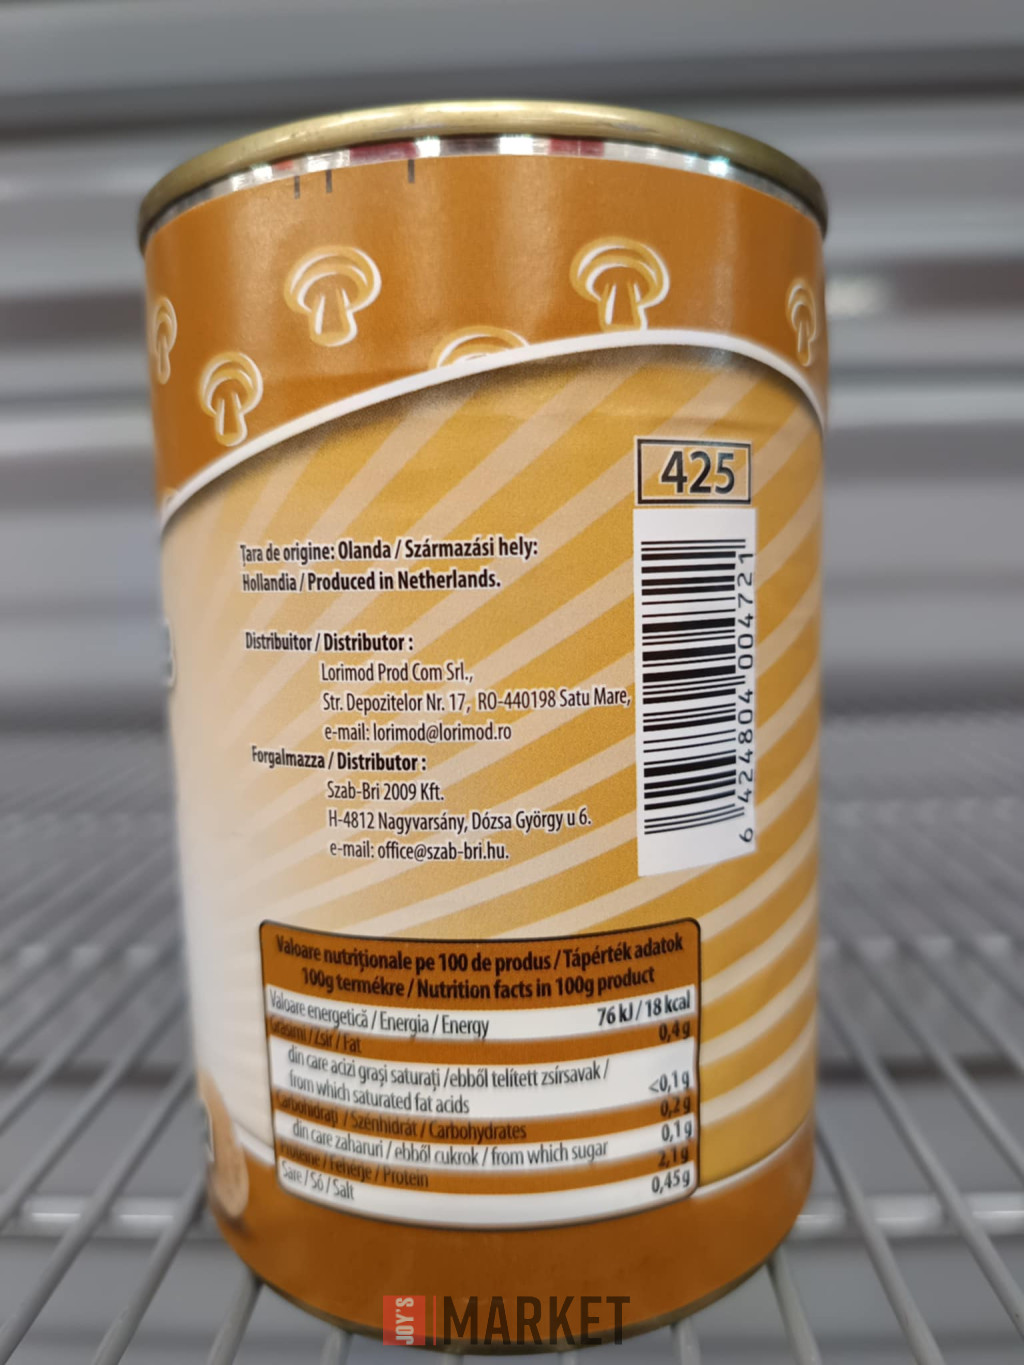 425
Țara de origine: Olanda / Származási hely:
Hollandia / Produced in Netherlands.
Distribuitor / Distributor :
Lorimod Prod Com Srl.,
Str. Depozitelor Nr. 17, RO-440198 Satu Mare,
e-mail: lorimod@lorimod.ro
Forgalmazza / Distributor :
Szab-Bri 2009 Kft.
H-4812 Nagyvarsány, Dózsa György u 6.
e-mail: office@szab-bri.hu.
6 424804 004721
Valoare nutriționale pe 100 de produs / Tápérték adatok
100g termékre / Nutrition facts in 100g product
Valoare energetică / Energia / Energy 76 kJ / 18 kcal
Grăsimi / Zsír / Fat 0,4g
din care acizi grași saturați /ebből telített zsírsavak /
from which saturated fat acids <0,1g
Carbohidrați / Szénhidrát / Carbohydrates 0,2g
din care zaharuri / ebből cukrok / from which sugar 0,1g
Proteine / Fehérje / Protein 2,1g
Sare / Só / Salt 0,45g
JOY'S MARKET